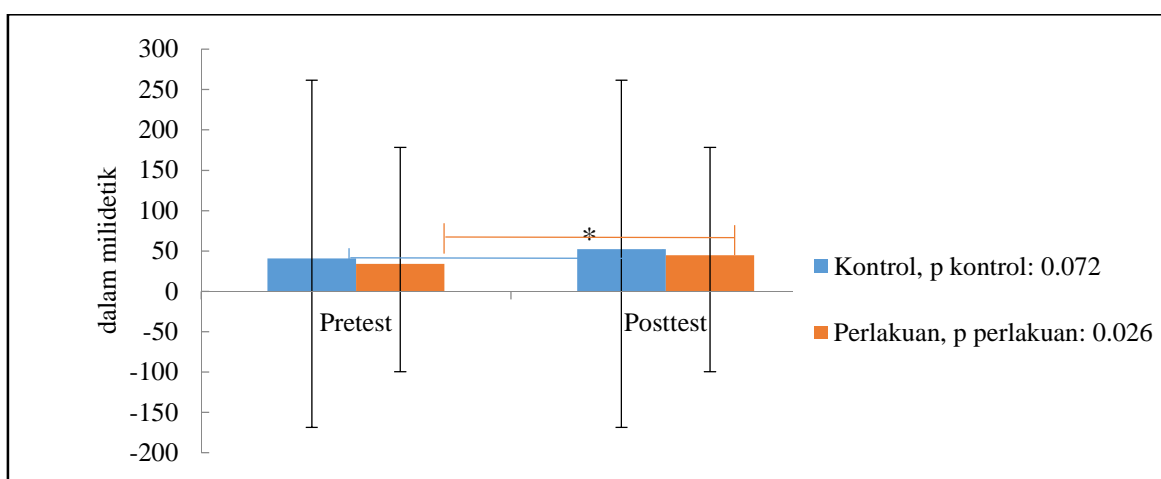 300
250
200
150
100
50
0
-50
-100
-150
-200
dalam milidetik
*
Pretest
Posttest
Kontrol, p kontrol: 0.072
Perlakuan, p perlakuan: 0.026